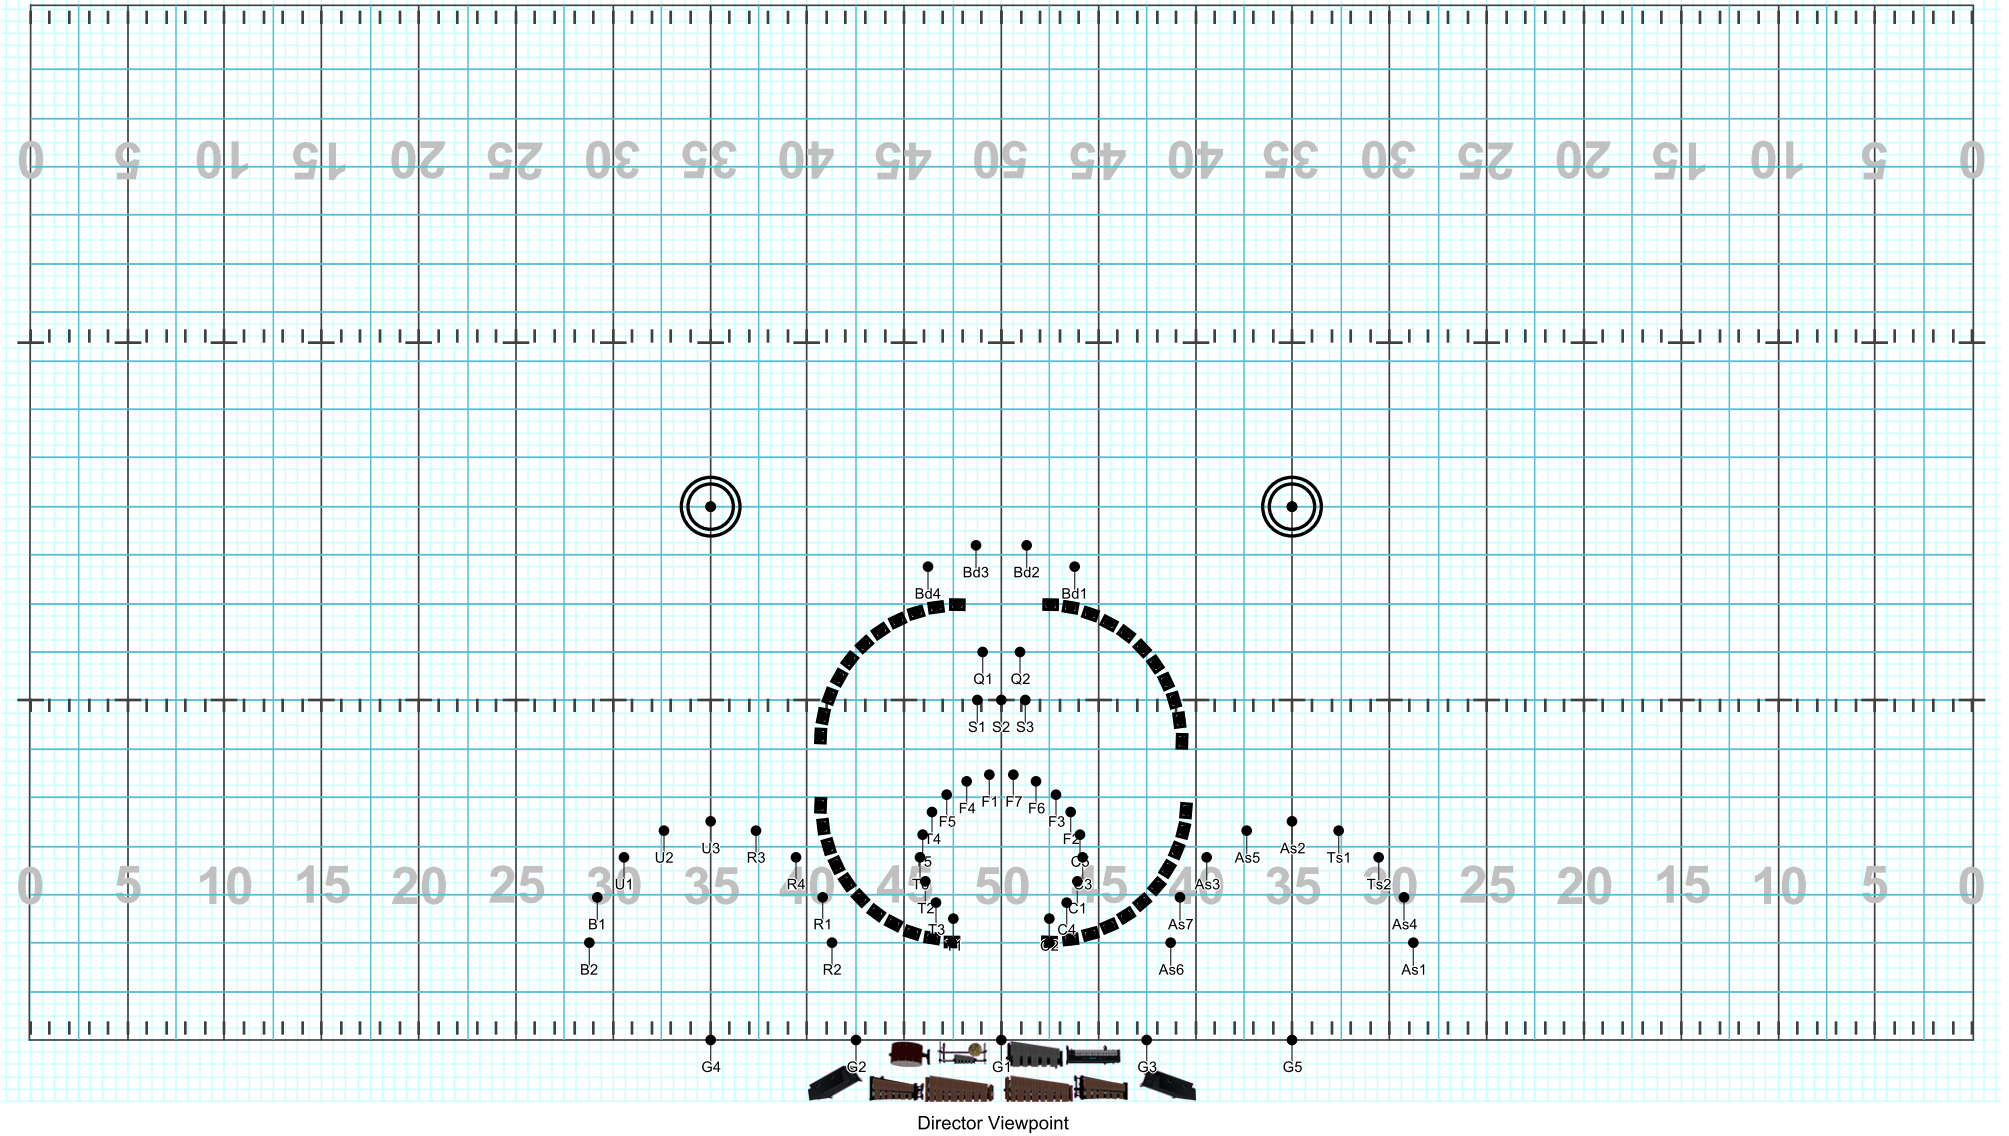 0 5 10 15 20 25 30 35 40 45 50 45 40 35 30 25 20 15 10 5 0
Bd3 Bd2
Bd4 Bd1
Q1 Q2
S1 S2 S3
F1 F7
F4 F6
F5 F3
T4 F2
U3 As2
U2 R3 As5 Ts1
U1 R4 C3 As3 Ts2
0 5 10 15 20 25 30 35 40 45 50 45 40 35 30 25 20 15 10 5 0
T2 C1
B1 R1 T3 C4 As7 As4
B2 R2 As6 As1
G4 G2 G1 G3 G5
Director Viewpoint